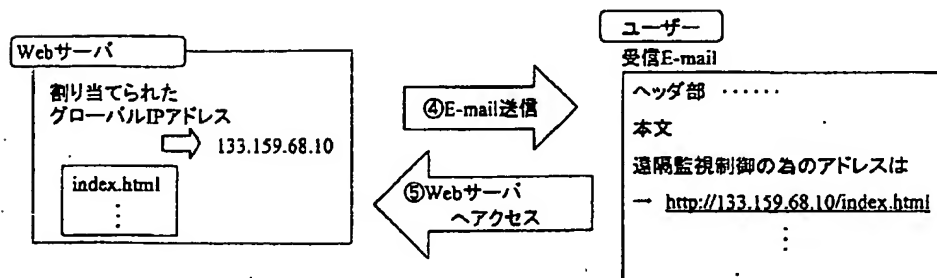 Webサーバ
割り当てられた
グローバルIPアドレス
133.159.68.10
index.html
⋮
④E-mail送信
⑤Webサーバ
へアクセス
ユーザー
受信E-mail
ヘッダ部 ……
本文
遠隔監視制御の為のアドレスは
→ http://133.159.68.10/index.html
⋮